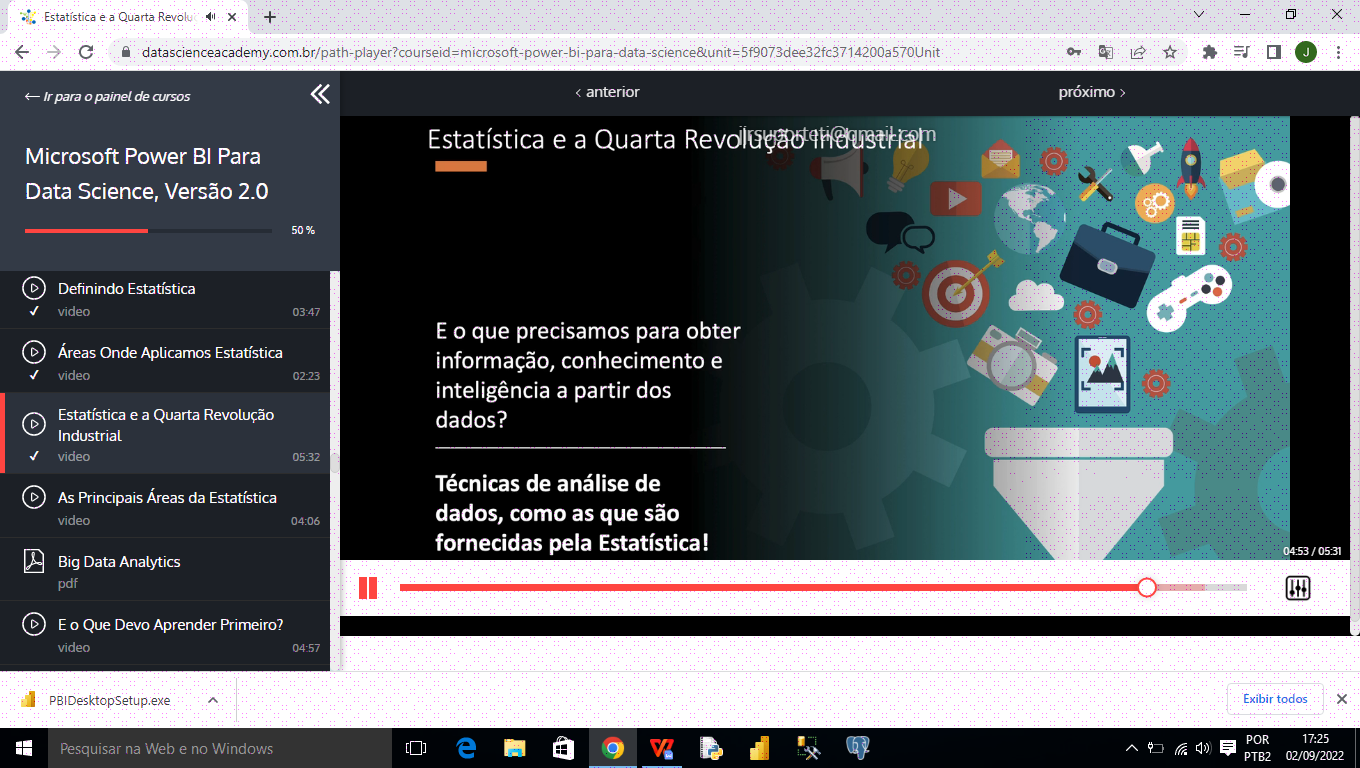 Estatística e a Quarta Revolu
datascienceacademy.com.br/path-player?courseid=microsoft-power-bi-para-data-science&unit=5f9073dee32fc3714200a570Unit
J
← Ir para o painel de cursos
‹ anterior
próximo ›
Microsoft Power BI Para
Data Science, Versão 2.0
50 %
Definindo Estatística
video
03:47
Áreas Onde Aplicamos Estatística
video
02:23
Estatística e a Quarta Revolução
Industrial
video
05:32
As Principais Áreas da Estatística
video
04:06
Big Data Analytics
pdf
E o Que Devo Aprender Primeiro?
video
04:57
Estatística e a Quarta Revolução Industrial
jjrsuporteti@gmail.com
E o que precisamos para obter
informação, conhecimento e
inteligência a partir dos
dados?
Técnicas de análise de
dados, como as que são
fornecidas pela Estatística!
04:53 / 05:31
PBIDesktopSetup.exe
Exibir todos
Pesquisar na Web e no Windows
POR
PTB2
17:25
02/09/2022